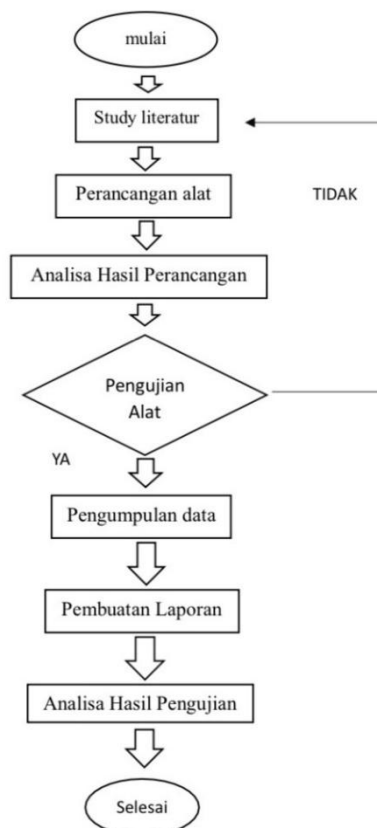 mulai
Study literatur
Perancangan alat
TIDAK
Analisa Hasil Perancangan
Pengujian
Alat
YA
Pengumpulan data
Pembuatan Laporan
Analisa Hasil Pengujian
Selesai